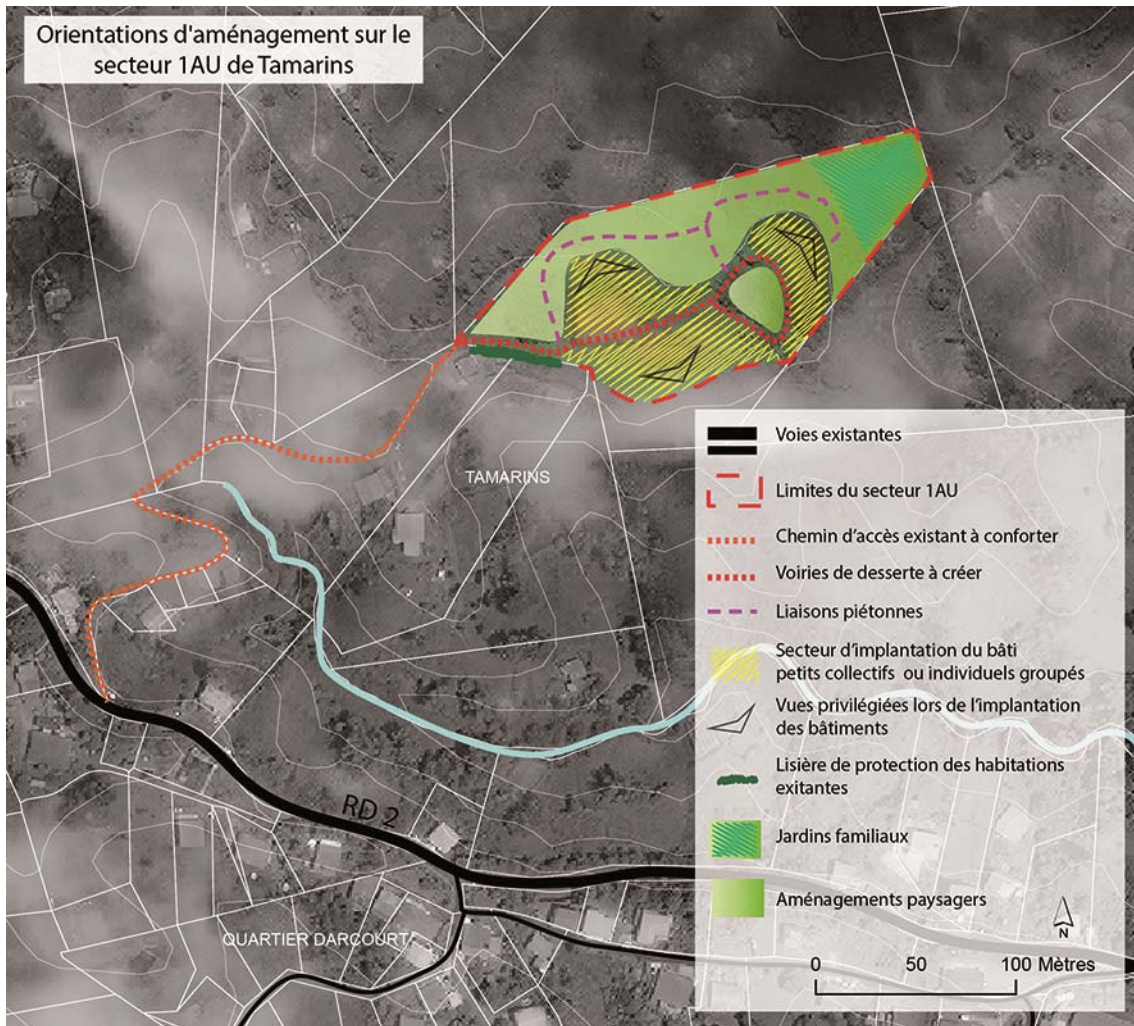 Orientations d'aménagement sur le
secteur 1AU de Tamarins
TAMARINS
RD 2
QUARTIER DARCOURT
Voies existantes
Limites du secteur 1AU
Chemin d'accès existant à conforter
Voiries de desserte à créer
Liaisons piétonnes
Secteur d'implantation du bâti
petits collectifs ou individuels groupés
Vues privilégiées lors de l'implantation
des bâtiments
Lisière de protection des habitations
exitantes
Jardins familiaux
Aménagements paysagers
N
0 50 100 Mètres